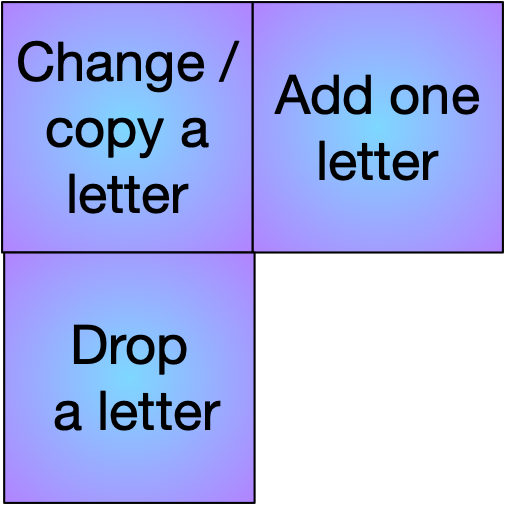 Change /
copy a
letter
Add one
letter
Drop
a letter